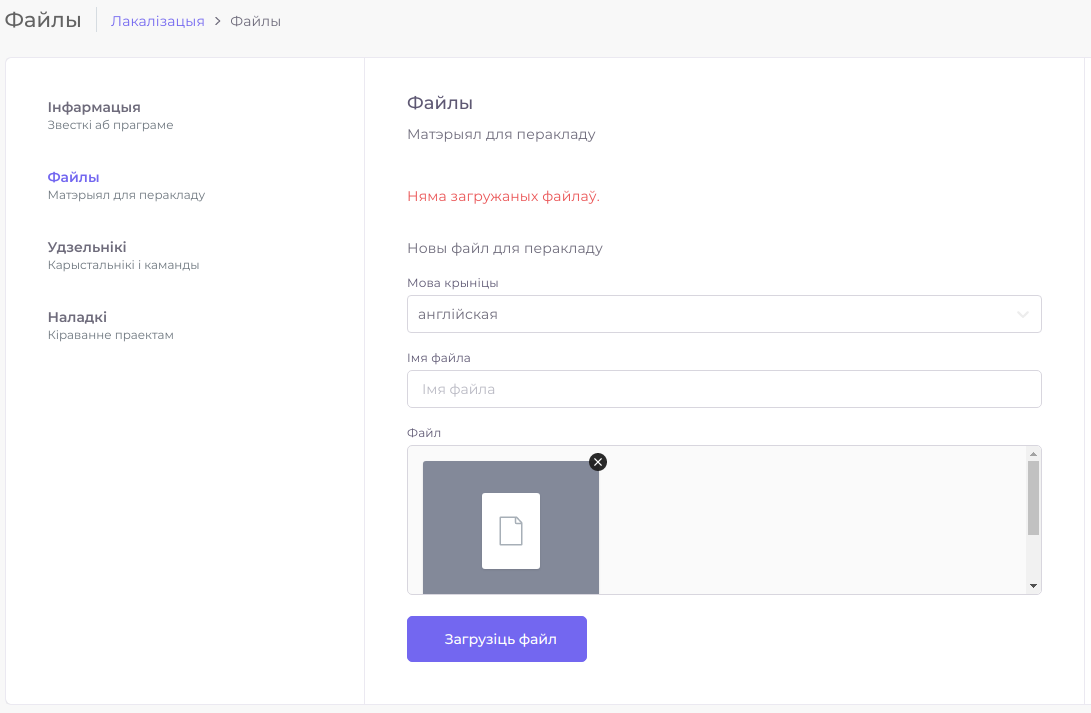 Файлы
Лакалізацыя > Файлы
Інфармацыя
Звесткі аб праграме
Файлы
Матэрыял для перакладу
Удзельнікі
Карыстальнікі і каманды
Наладкі
Кіраванне праектам
Файлы
Матэрыял для перакладу
Няма загружаных файлаў.
Новы файл для перакладу
Мова крыніцы
англійская
Імя файла
Імя файла
Файл
Загрузіць файл